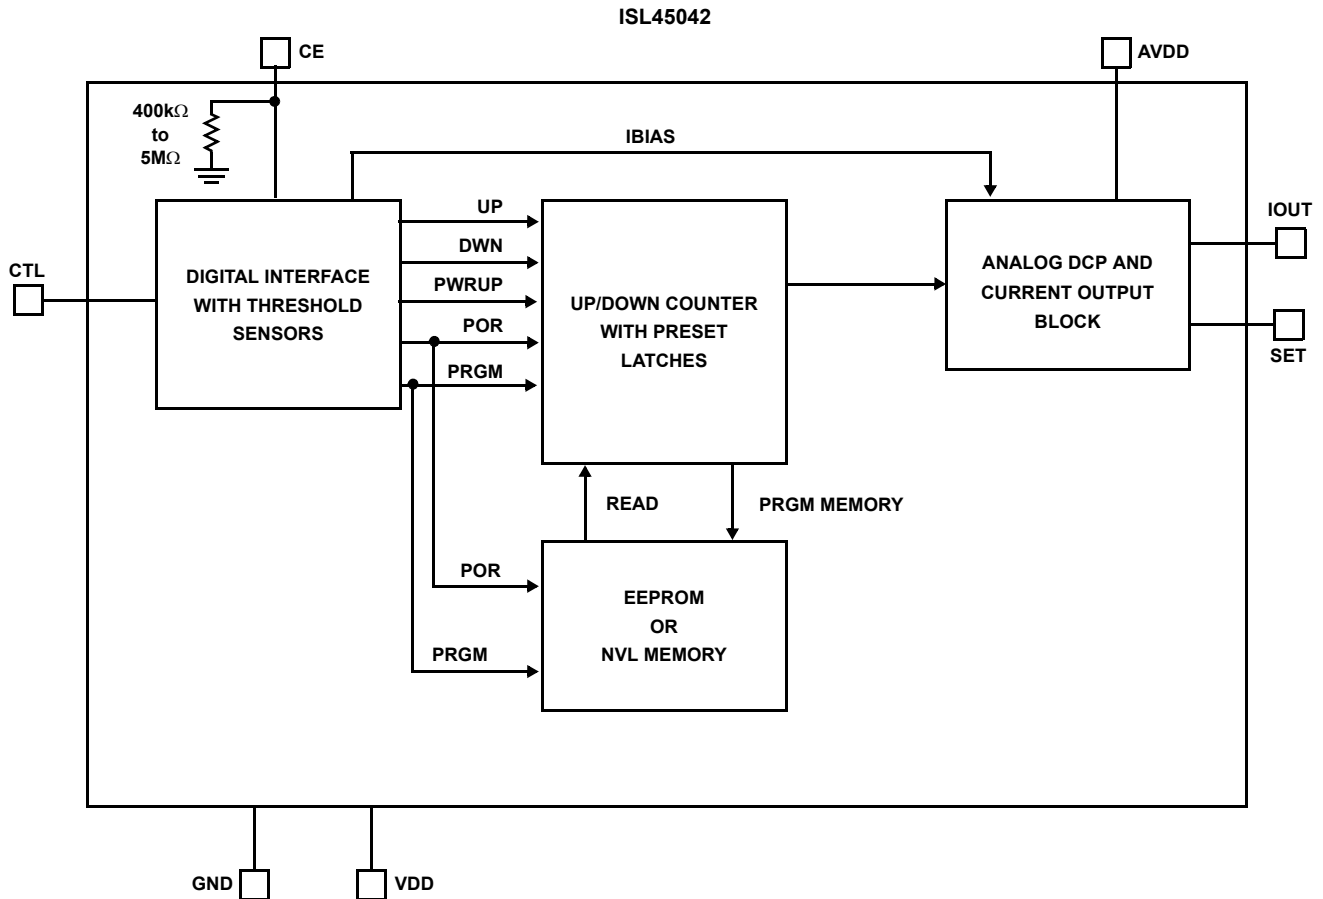 ISL45042
CE
AVDD
400kΩ
to
5MΩ
IBIAS
UP
DWN
PWRUP
POR
PRGM
CTL
DIGITAL INTERFACE
WITH THRESHOLD
SENSORS
UP/DOWN COUNTER
WITH PRESET
LATCHES
ANALOG DCP AND
CURRENT OUTPUT
BLOCK
IOUT
SET
READ
PRGM MEMORY
POR
PRGM
EEPROM
OR
NVL MEMORY
GND
VDD